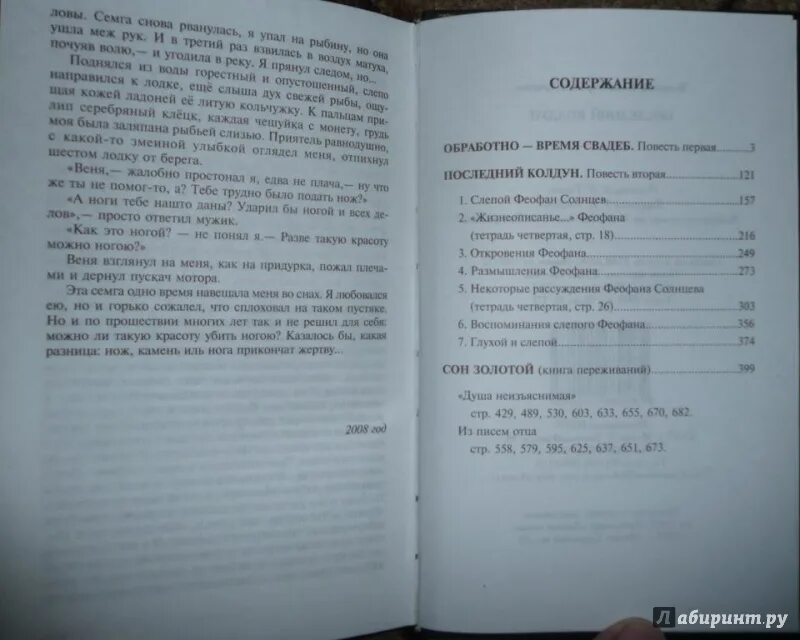 ловы. Семга снова рванулась, я упал на рыбину, но она
ушла меж рук. И в третий раз взвилась в воздух матуха,
почуяв волю,— и угодила в реку. Я прянул следом, но...
Поднялся из воды горестный и опустошенный, слепо
направился к лодке, ещё слыша дух свежей рыбы, ощу-
щая кожей ладоней её литую кольчужку. К пальцам при-
лип серебряный клёцк, каждая чешуйка с монету, грудь
моя была заляпана рыбьей слизью. Приятель равнодушно,
с какой-то змеиной улыбкой оглядел меня, отпихнул
шестом лодку от берега.
«Веня,— жалобно простонал я, едва не плача,— ну что
же ты не помог-то, а? Тебе трудно было подать нож?»
"А ноги тебе нашто даны? Ударил бы ногой и всех де-
лов»,— просто ответил мужик.
«Как это ногой? — не понял я.— Разве такую красоту
можно ногою?»
Веня взглянул на меня, как на придурка, пожал плеча-
ми и дернул пускач мотора.
Эта семга одно время навещала меня во снах. Я любовался
ею, но и горько сожалел, что сплоховал на таком пустяке.
Но и по прошествии многих лет так и не решил для себя:
можно ли такую красоту убить ногою? Казалось бы, какая
разница: нож, камень иль нога прикончат жертву...
2008 год
СОДЕРЖАНИЕ
ОБРАБОТНО — ВРЕМЯ СВАДЕБ. Повесть первая 3
ПОСЛЕДНИЙ КОЛДУН. Повесть вторая 121
1. Слепой Феофан Солнцев 157
2. «Жизнеописанье...» Феофана
(тетрадь четвертая, стр. 18) 216
3. Откровения Феофана 249
4. Размышления Феофана 273
5. Некоторые рассуждения Феофана Солнцева
(тетрадь четвертая, стр. 26) 303
6. Воспоминания слепого Феофана 356
7. Глухой и слепой 374
СОН ЗОЛОТОЙ (книга переживаний) 399
«Душа неизъяснимая»
стр. 429, 489, 530, 603, 633, 655, 670, 682.
Из писем отца
стр. 558, 579, 595, 625, 637, 651, 673.
Лабиринт.ру